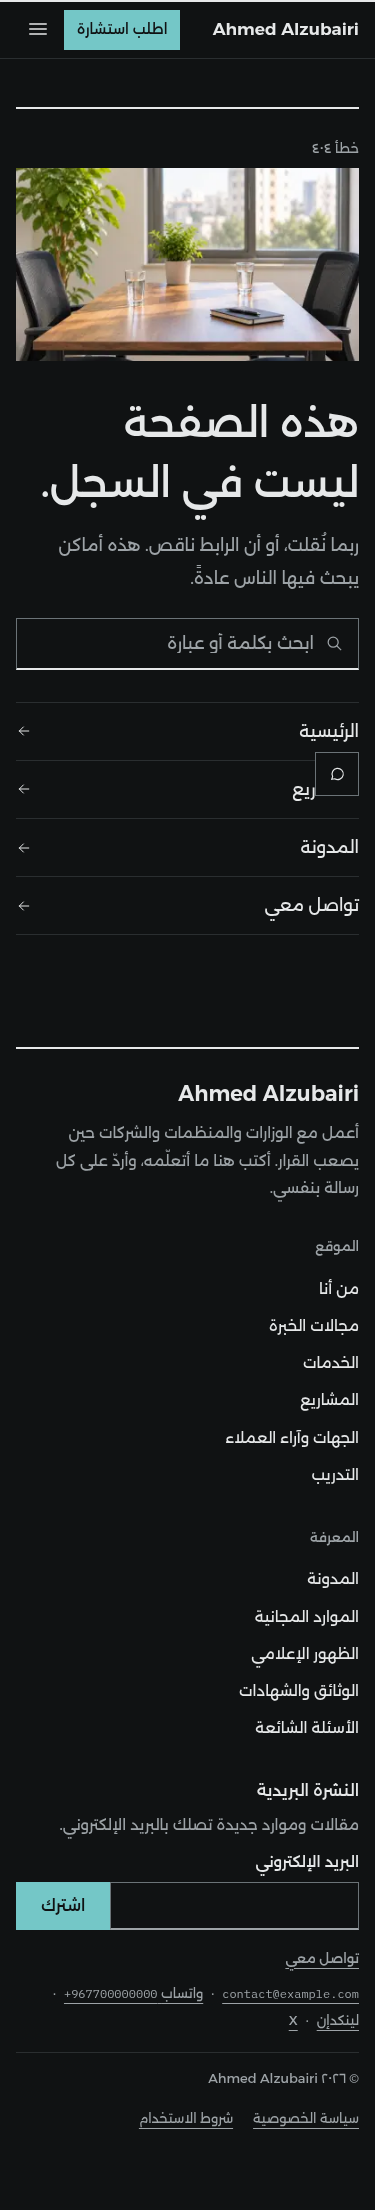 Ahmed Alzubairi
اطلب استشارة
خطأ ٤٠٤
هذه الصفحة
ليست في السجل.
ربما نُقلت، أو أن الرابط ناقص. هذه أماكن
يبحث فيها الناس عادةً.
ابحث بكلمة أو عبارة
الرئيسية
ريع
المدونة
تواصل معي
Ahmed Alzubairi
أعمل مع الوزارات والمنظمات والشركات حين
يصعب القرار. أكتب هنا ما أتعلّمه، وأردّ على كل
رسالة بنفسي.
الموقع
من أنا
مجالات الخبرة
الخدمات
المشاريع
الجهات وآراء العملاء
التدريب
المعرفة
المدونة
الموارد المجانية
الظهور الإعلامي
الوثائق والشهادات
الأسئلة الشائعة
النشرة البريدية
مقالات وموارد جديدة تصلك بالبريد الإلكتروني.
البريد الإلكتروني
اشترك
تواصل معي
contact@example.com · واتساب +967700000000 ·
لينكدإن · X
© ٢٠٢٦ Ahmed Alzubairi
سياسة الخصوصية شروط الاستخدام